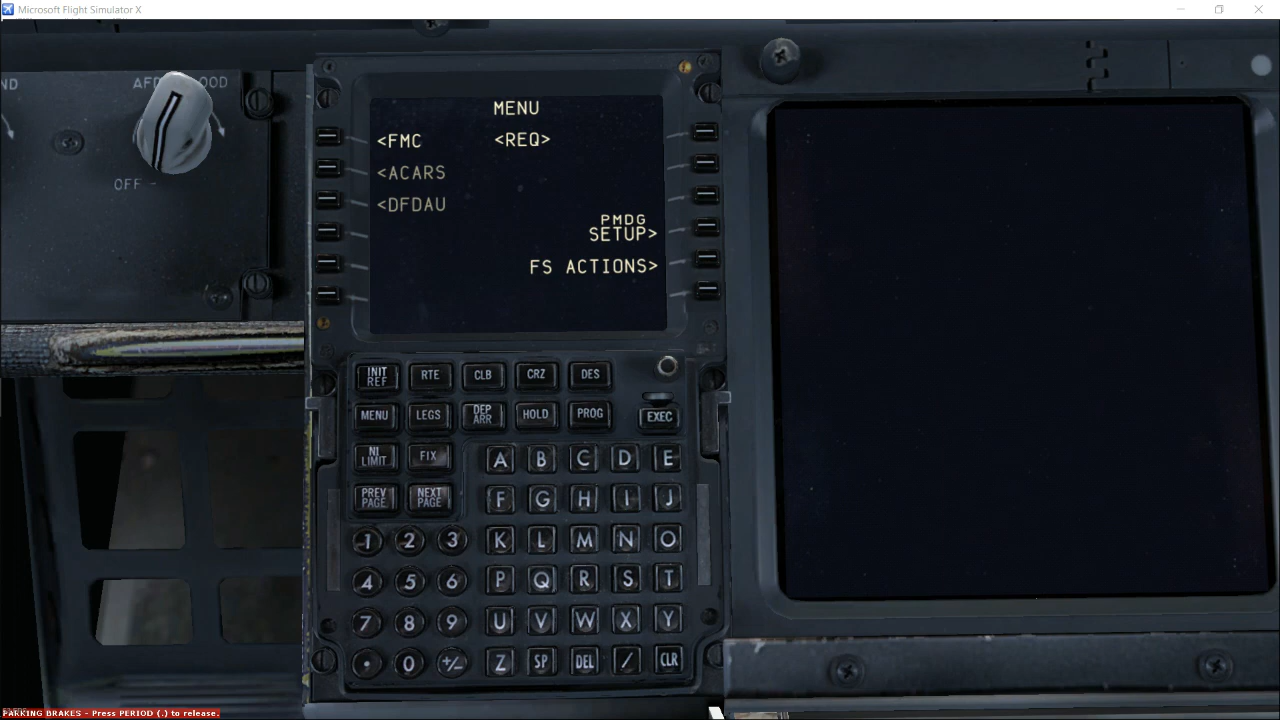 Microsoft Flight Simulator X
OFF
MENU
<FMC <REQ>
<ACARS
<DFDAU
PMDG
SETUP>
FS ACTIONS>
INIT REF RTE CLB CRZ DES
MENU LEGS DEP ARR HOLD PROG EXEC
N1 LIMIT FIX A B C D E
PREV PAGE NEXT PAGE F G H I J
1 2 3 K L M N O
4 5 6 P Q R S T
7 8 9 U V W X Y
. 0 +/- Z SP DEL / CLR
PARKING BRAKES - Press PERIOD (.) to release.